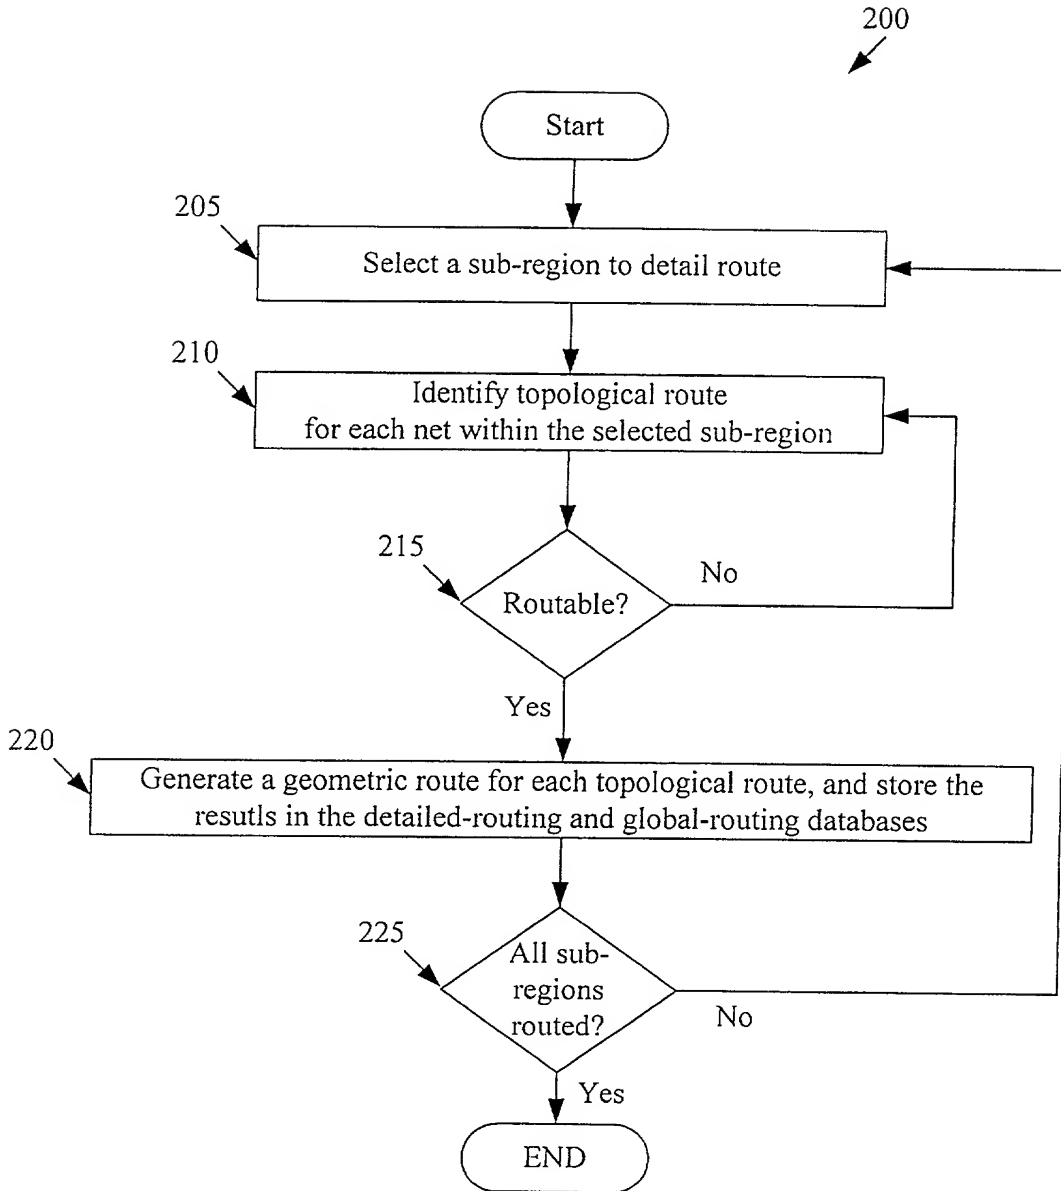 200
Start
205
Select a sub-region to detail route
210
Identify topological route
for each net within the selected sub-region
215
Routable?
No
Yes
220
Generate a geometric route for each topological route, and store the
resutls in the detailed-routing and global-routing databases
225
All sub-
regions
routed?
No
Yes
END